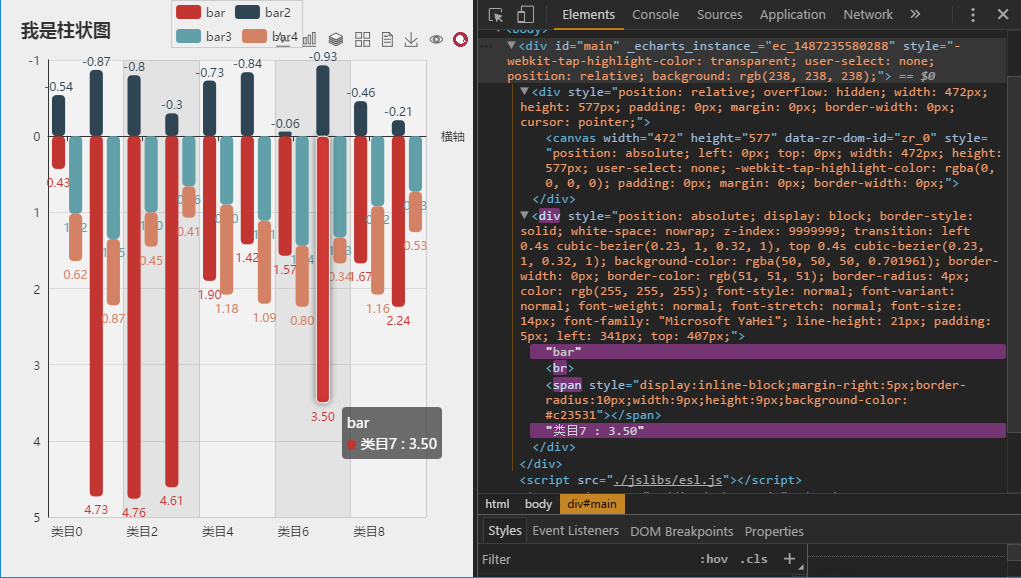 我是柱状图
bar bar2
bar3 bar4
-1
-0.54
-0.87
-0.8
-0.3
-0.73
-0.84
-0.06
-0.93
-0.46
-0.21
0
横轴
0.43
1
0.62
0.87
0.45
0.41
1.42
1.57
0.34
1.67
0.53
2
1.90
1.18
1.09
0.80
1.16
2.24
3
3.50
4
4.73
4.76
4.61
5
类目0 类目2 类目4 类目6 类目8
bar
类目7 : 3.50
Elements Console Sources Application Network »
<body>
<div id="main" _echarts_instance_="ec_1487235580288" style="-
webkit-tap-highlight-color: transparent; user-select: none;
position: relative; background: rgb(238, 238, 238);"> == $0
<div style="position: relative; overflow: hidden; width: 472px;
height: 577px; padding: 0px; margin: 0px; border-width: 0px;
cursor: pointer;">
<canvas width="472" height="577" data-zr-dom-id="zr_0" style=
"position: absolute; left: 0px; top: 0px; width: 472px; height:
577px; user-select: none; -webkit-tap-highlight-color: rgba(0,
0, 0, 0); padding: 0px; margin: 0px; border-width: 0px;">
</div>
<div style="position: absolute; display: block; border-style:
solid; white-space: nowrap; z-index: 9999999; transition: left
0.4s cubic-bezier(0.23, 1, 0.32, 1), top 0.4s cubic-bezier(0.23,
1, 0.32, 1); background-color: rgba(50, 50, 50, 0.701961); border-
width: 0px; border-color: rgb(51, 51, 51); border-radius: 4px;
color: rgb(255, 255, 255); font-style: normal; font-variant:
normal; font-weight: normal; font-stretch: normal; font-size:
14px; font-family: "Microsoft YaHei"; line-height: 21px; padding:
5px; left: 341px; top: 407px;">
"bar"
<br>
<span style="display:inline-block;margin-right:5px;border-
radius:10px;width:9px;height:9px;background-color:
#c23531"></span>
"类目7 : 3.50"
</div>
</div>
<script src="./jslibs/esl.js"></script>
html body div#main
Styles Event Listeners DOM Breakpoints Properties
Filter :hov .cls +